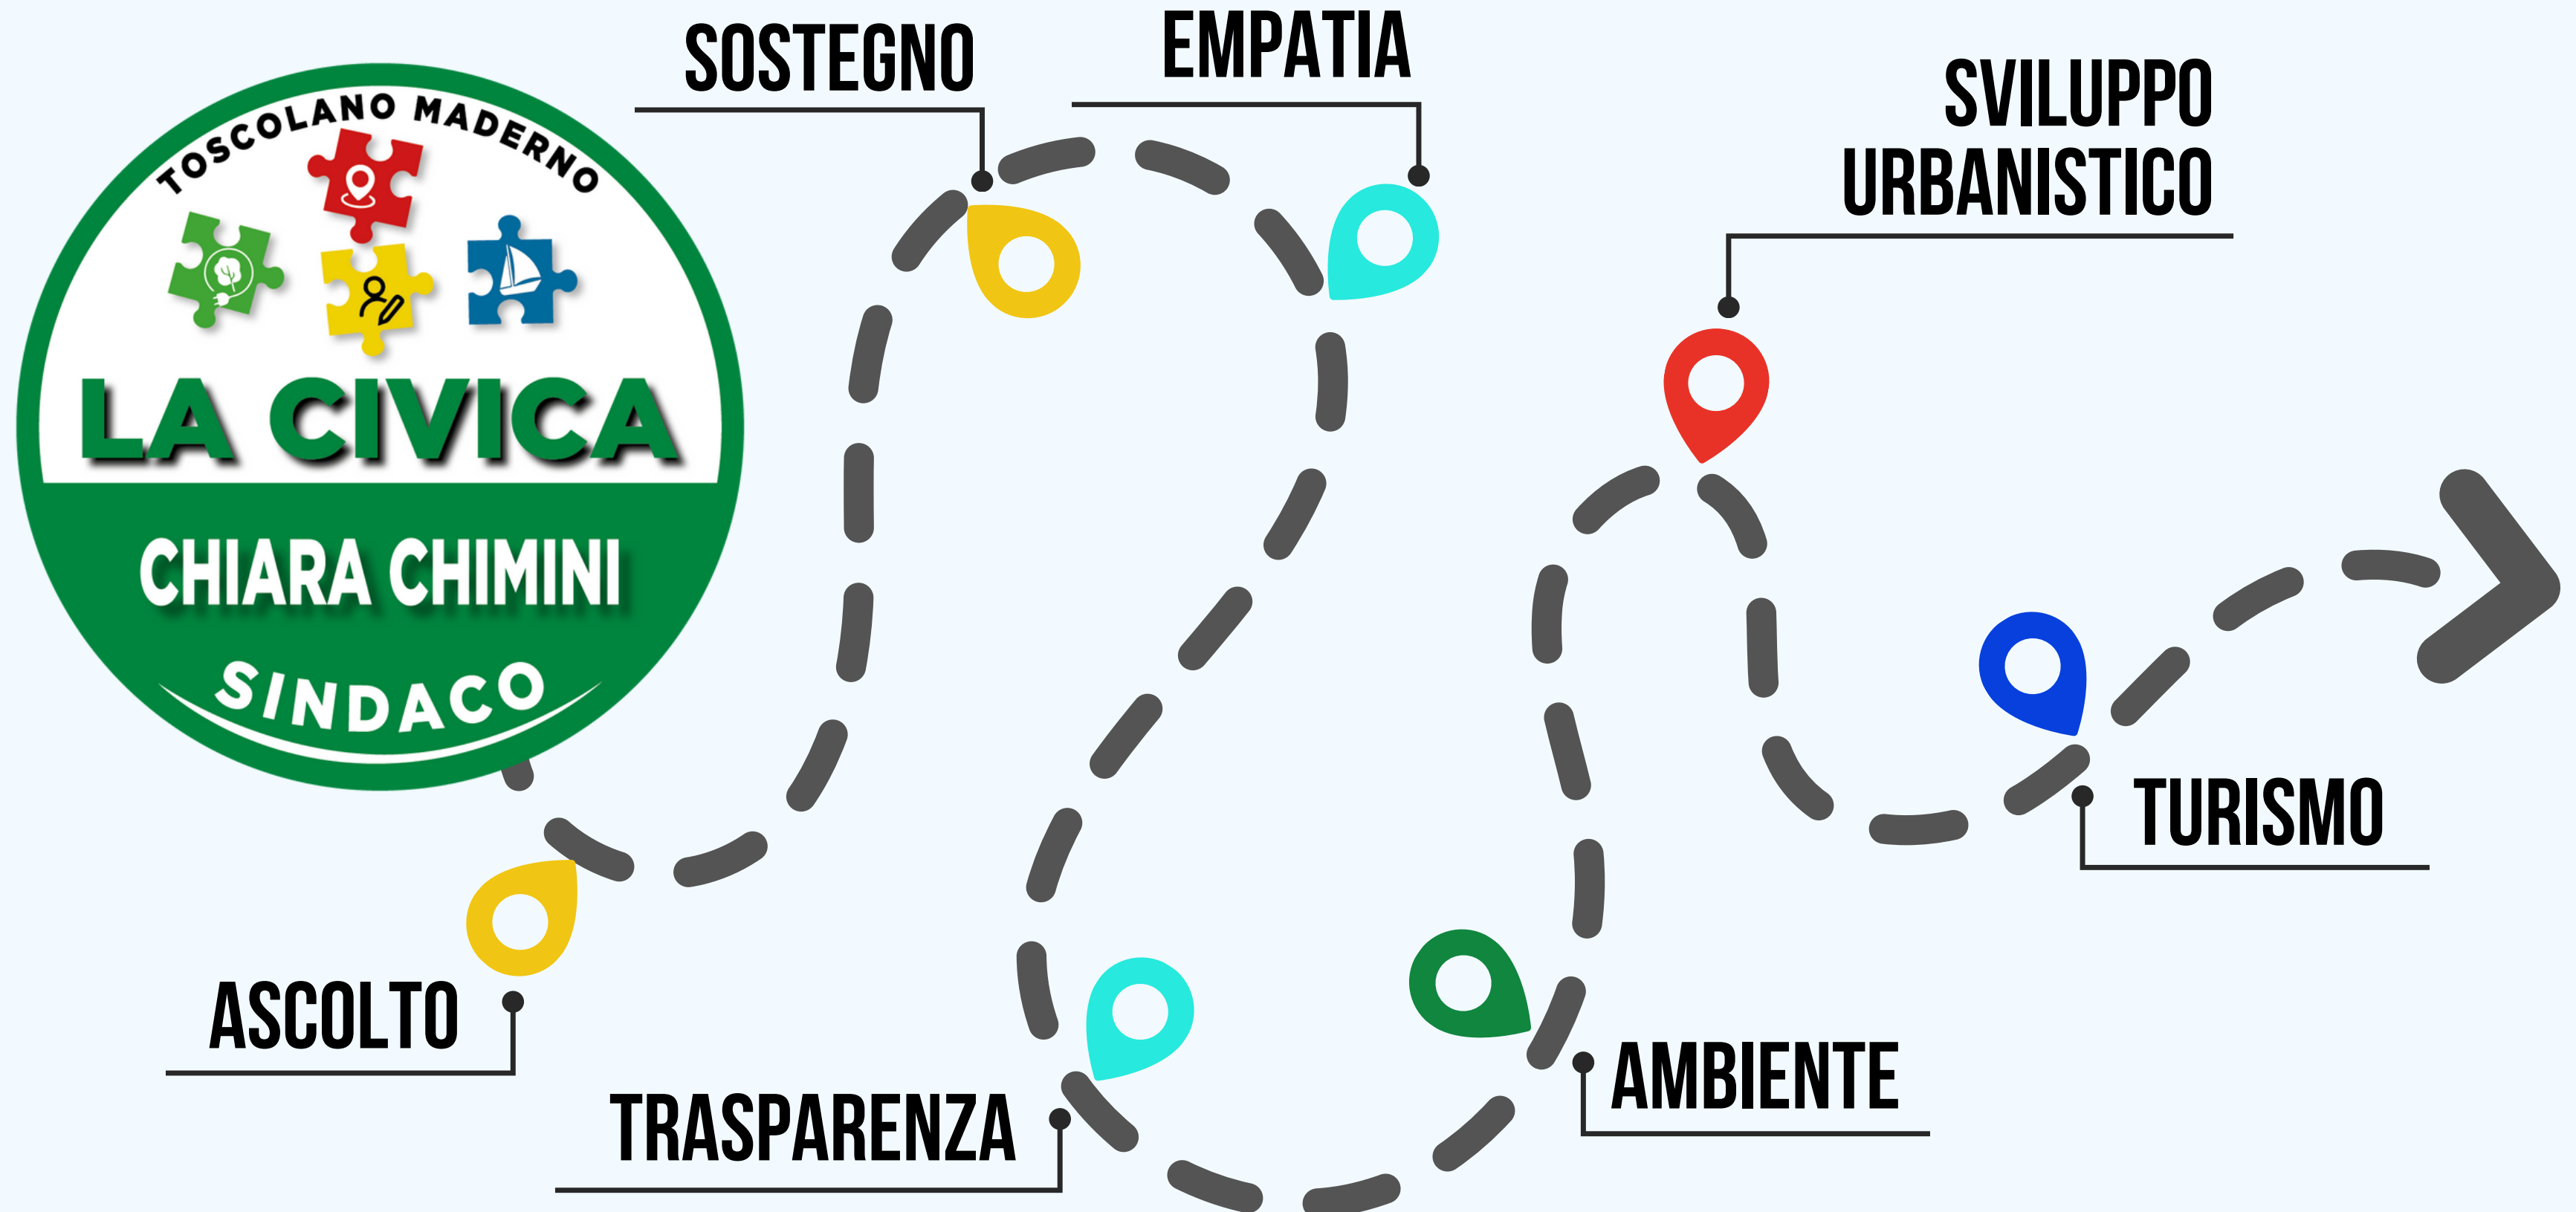 TOSCOLANO MADERNO
LA CIVICA
CHIARA CHIMINI
SINDACO
ASCOLTO
SOSTEGNO
EMPATIA
TRASPARENZA
AMBIENTE
SVILUPPO
URBANISTICO
TURISMO